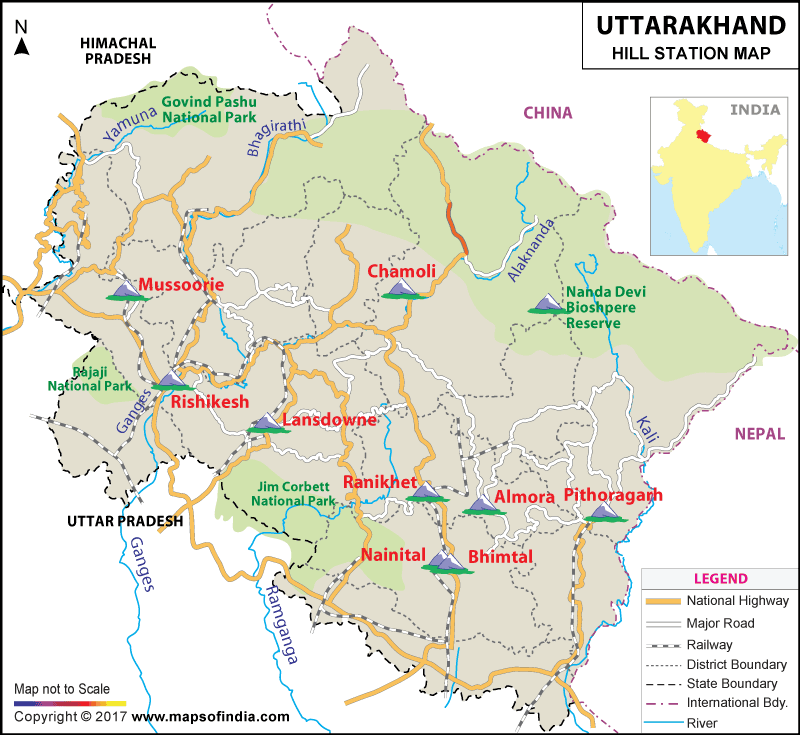 UTTARAKHAND
HILL STATION MAP
N
HIMACHAL
PRADESH
Govind Pashu
National Park
Yamuna
Bhagirathi
CHINA
INDIA
Alaknanda
Mussoorie
Chamoli
Nanda Devi
Bioshpere
Reserve
Rajaji
National Park
Rishikesh
Ganges
Lansdowne
Kali
NEPAL
Jim Corbett
National Park
Ranikhet
Almora
Pithoragarh
UTTAR PRADESH
Nainital
Bhimtal
Ganges
Ramganga
LEGEND
National Highway
Major Road
Railway
District Boundary
State Boundary
International Bdy.
River
Map not to Scale
Copyright © 2017 www.mapsofindia.com